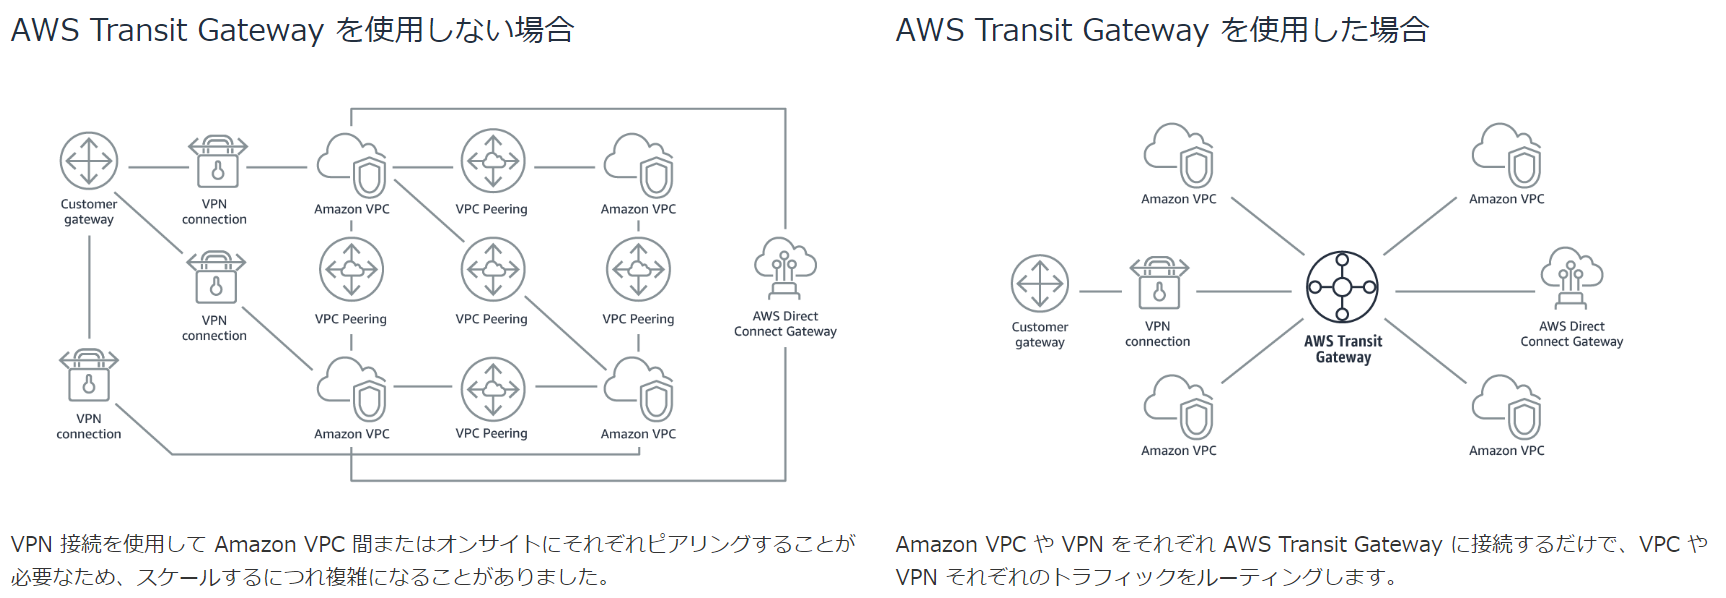 AWS Transit Gateway を使用しない場合
Customer
gateway
VPN
connection
Amazon VPC
VPC Peering
Amazon VPC
VPN
connection
VPC Peering
VPC Peering
VPC Peering
AWS Direct
Connect Gateway
VPN
connection
Amazon VPC
VPC Peering
Amazon VPC
VPN 接続を使用して Amazon VPC 間またはオンサイトにそれぞれピアリングすることが
必要なため、スケールするにつれ複雑になることがありました。
AWS Transit Gateway を使用した場合
Amazon VPC
Amazon VPC
Customer
gateway
VPN
connection
AWS Transit
Gateway
AWS Direct
Connect Gateway
Amazon VPC
Amazon VPC
Amazon VPC や VPN をそれぞれ AWS Transit Gateway に接続するだけで、VPC や
VPN それぞれのトラフィックをルーティングします。